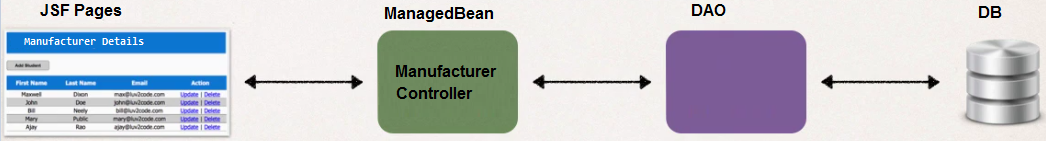 JSF Pages
ManagedBean
DAO
DB
Manufacturer Details
Add Student
First Name Last Name Email Action
Maxwell Dixon max@luv2code.com Update | Delete
John Doe john@luv2code.com Update | Delete
Bill Neely bill@luv2code.com Update | Delete
Mary Public mary@luv2code.com Update | Delete
Ajay Rao ajay@luv2code.com Update | Delete
Manufacturer
Controller